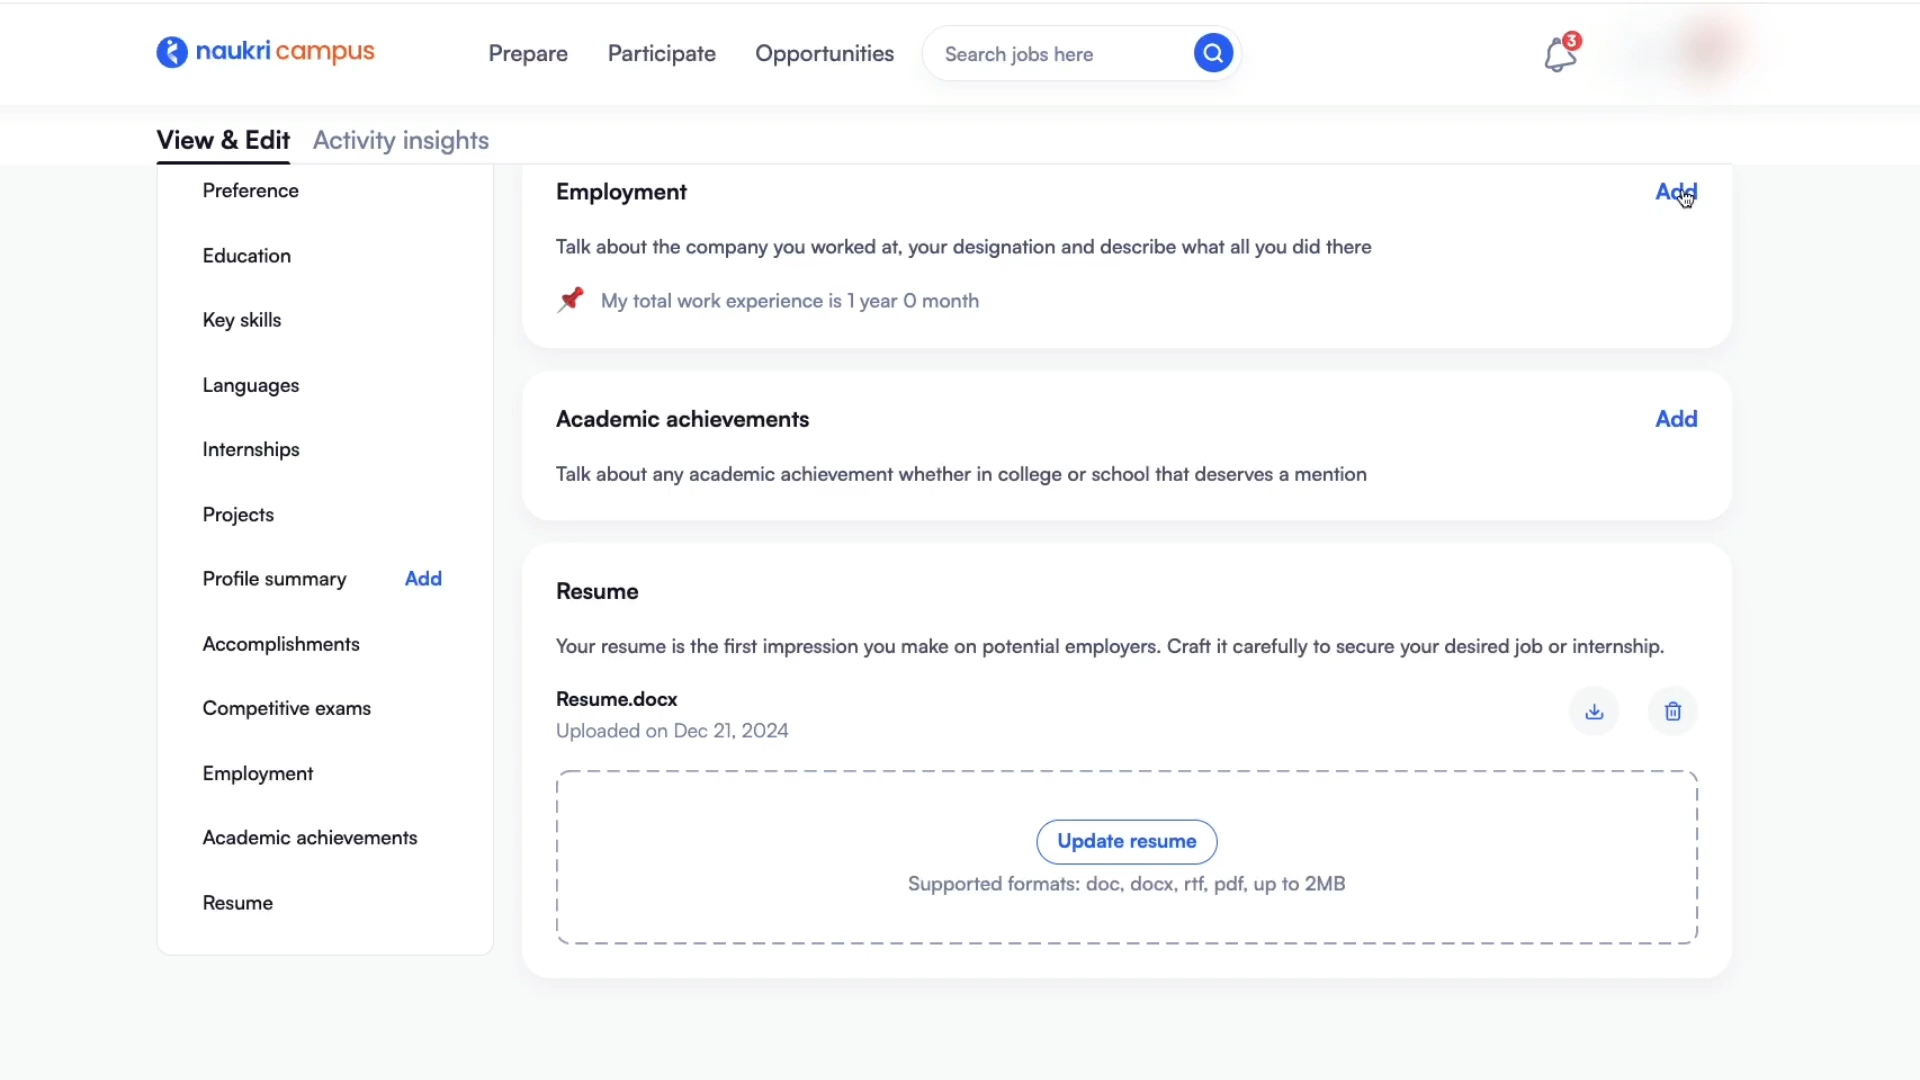 naukri campus
Prepare
Participate
Opportunities
Search jobs here
3
View & Edit
Activity insights
Preference
Education
Key skills
Languages
Internships
Projects
Profile summary Add
Accomplishments
Competitive exams
Employment
Academic achievements
Resume
Employment Add
Talk about the company you worked at, your designation and describe what all you did there
My total work experience is 1 year 0 month
Academic achievements Add
Talk about any academic achievement whether in college or school that deserves a mention
Resume
Your resume is the first impression you make on potential employers. Craft it carefully to secure your desired job or internship.
Resume.docx
Uploaded on Dec 21, 2024
Update resume
Supported formats: doc, docx, rtf, pdf, up to 2MB